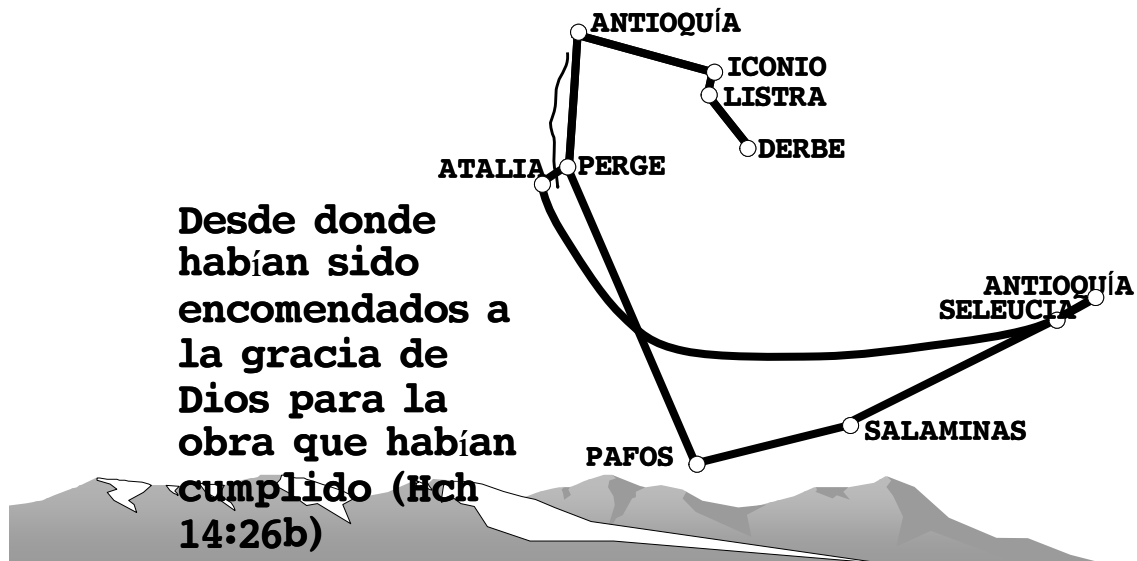 ANTIOQUÍA
ICONIO
LISTRA
DERBE
ATALIA
PERGE
Desde donde
habían sido
encomendados a
la gracia de
Dios para la
obra que habían
cumplido (Hch
14:26b)
ANTIOQUÍA
SELEUCIA
SALAMINAS
PAFOS